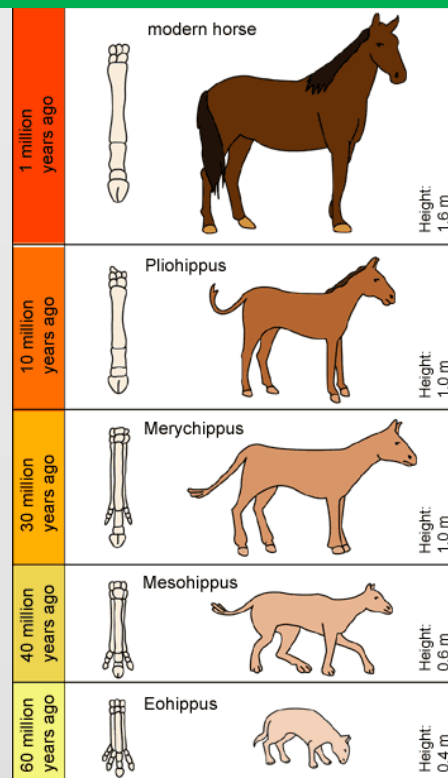 1 million
years ago
modern horse
Height:
1.6 m
10 million
years ago
Pliohippus
Height:
1.0 m
30 million
years ago
Merychippus
Height:
1.0 m
40 million
years ago
Mesohippus
Height:
0.6 m
60 million
years ago
Eohippus
Height:
0.4 m